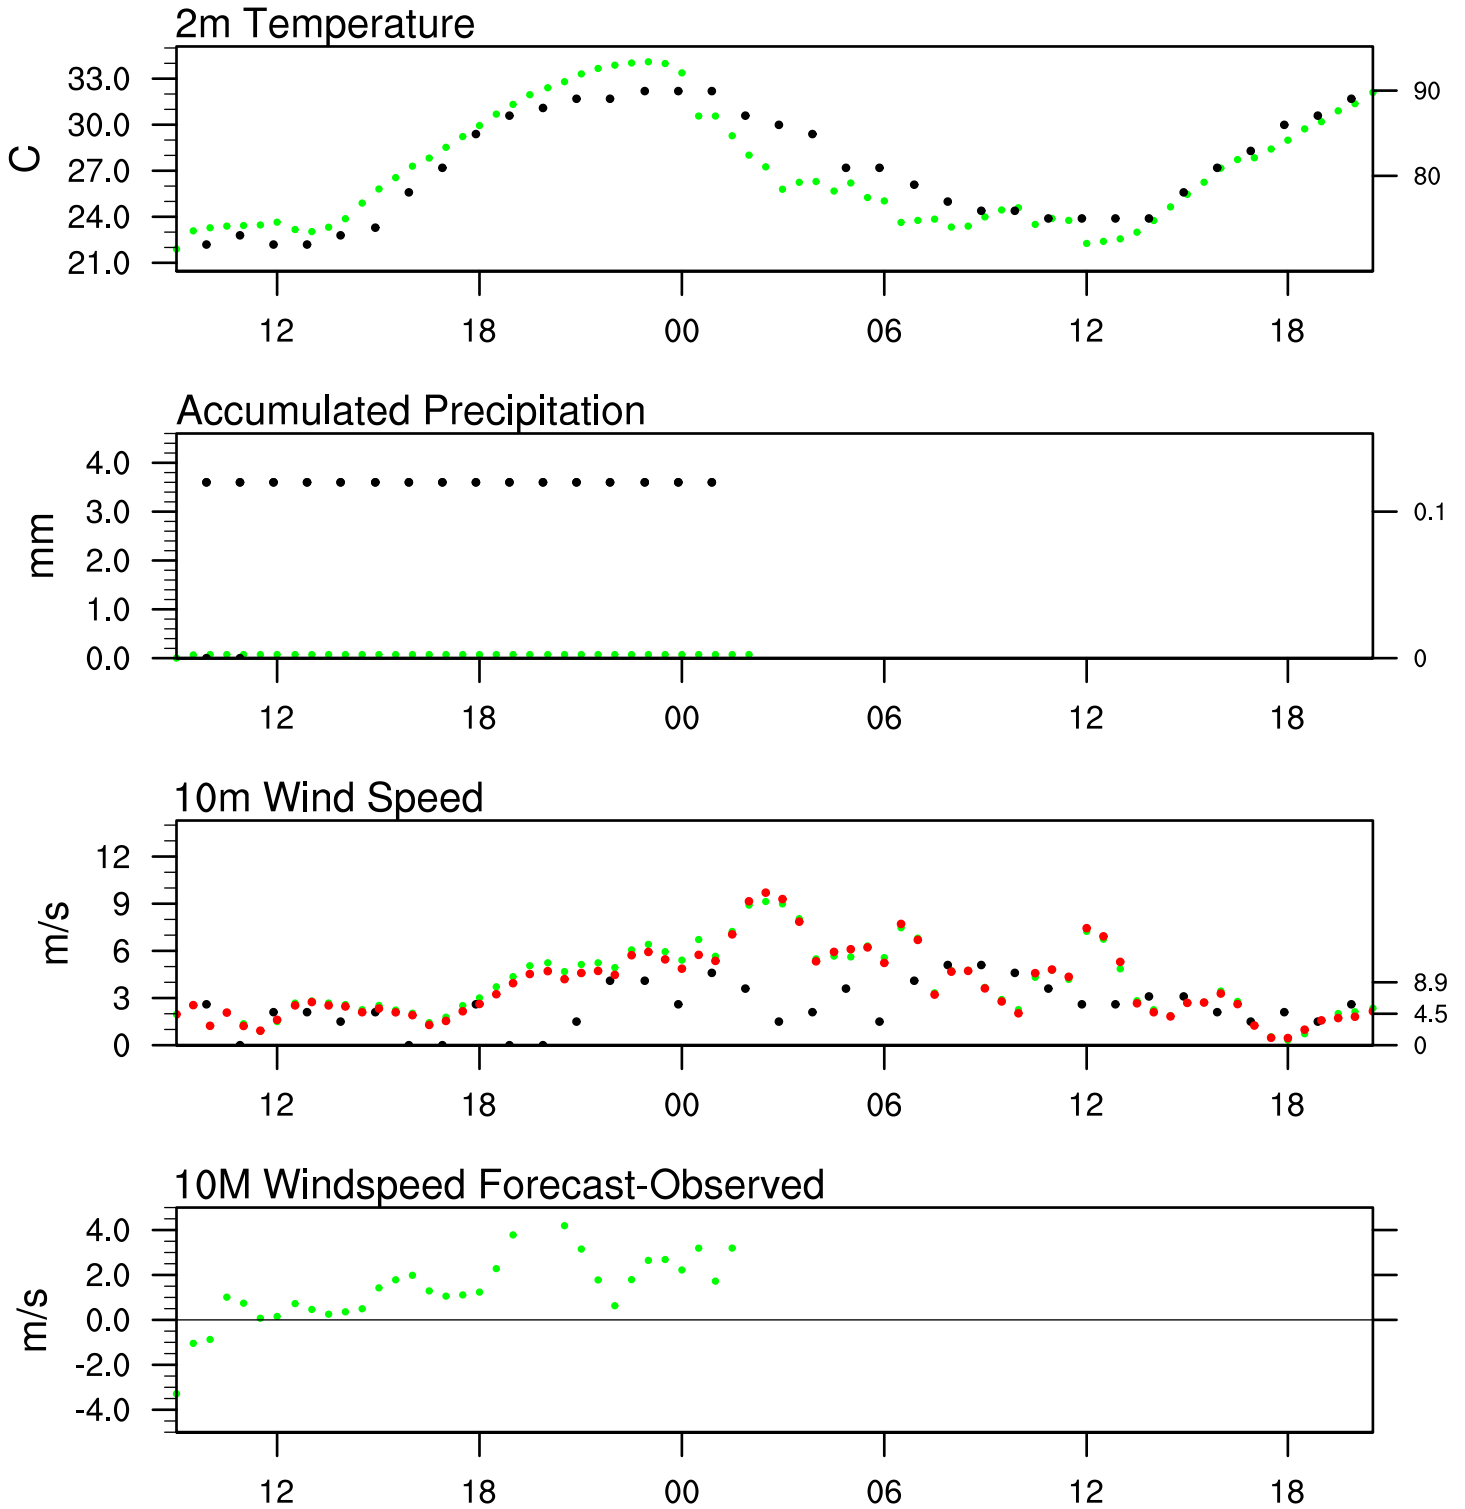 2m Temperature
33.0
30.0
27.0
24.0
21.0
C
90
80
12 18 00 06 12 18
Accumulated Precipitation
4.0
3.0
2.0
1.0
0.0
mm
0.1
0
12 18 00 06 12 18
10m Wind Speed
12
9
6
3
0
m/s
8.9
4.5
0
12 18 00 06 12 18
10M Windspeed Forecast-Observed
4.0
2.0
0.0
-2.0
-4.0
m/s
12 18 00 06 12 18